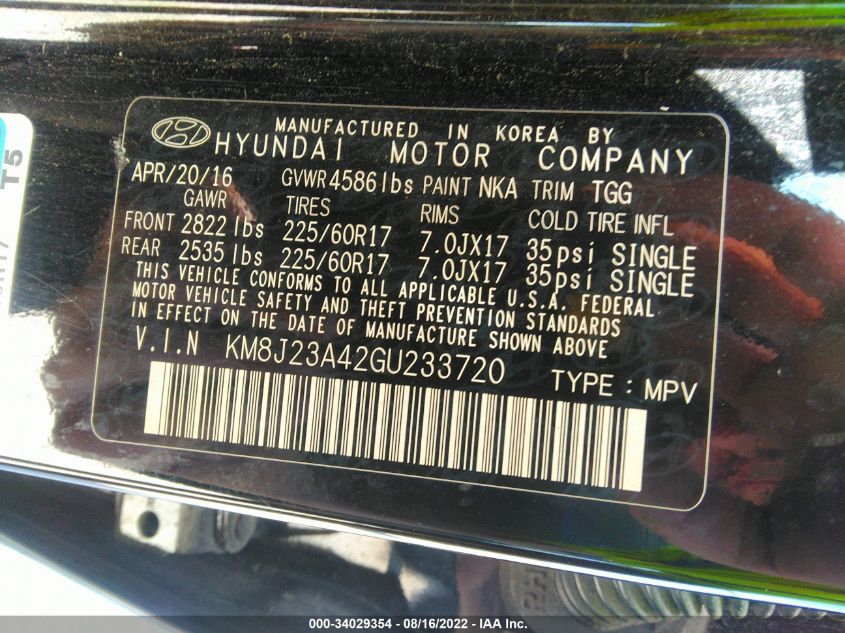 MANUFACTURED IN KOREA BY
HYUNDAI MOTOR COMPANY
APR/20/16 GVWR 4586 lbs PAINT NKA TRIM TGG
GAWR TIRES RIMS COLD TIRE INFL
FRONT 2822 lbs 225/60R17 7.0JX17 35psi SINGLE
REAR 2535 lbs 225/60R17 7.0JX17 35psi SINGLE
THIS VEHICLE CONFORMS TO ALL APPLICABLE U.S.A. FEDERAL
MOTOR VEHICLE SAFETY AND THEFT PREVENTION STANDARDS
IN EFFECT ON THE DATE OF MANUFACTURE SHOWN ABOVE
V.I.N KM8J23A42GU233720 TYPE : MPV
T5
000-34029354 - 08/16/2022 - IAA Inc.